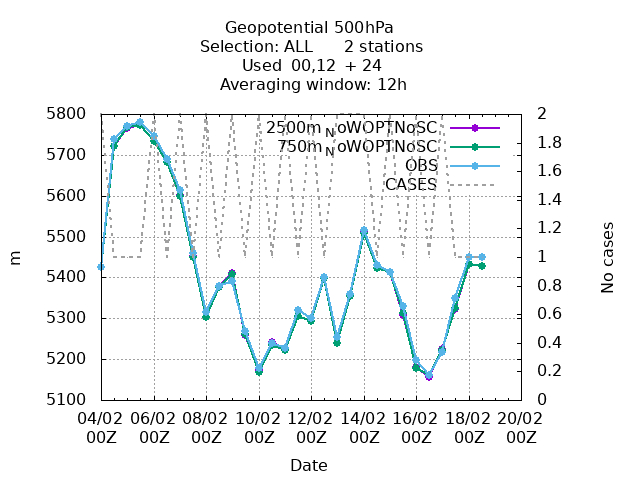 Geopotential 500hPa
Selection: ALL 2 stations
Used 00,12 + 24
Averaging window: 12h
5800
5700
5600
5500
5400
5300
5200
5100
m
2
1.8
1.6
1.4
1.2
1
0.8
0.6
0.4
0.2
0
No cases
2500m_NoWOPTNoSC
750m_NoWOPTNoSC
OBS
CASES
04/02 06/02 08/02 10/02 12/02 14/02 16/02 18/02 20/02
00Z 00Z 00Z 00Z 00Z 00Z 00Z 00Z 00Z
Date